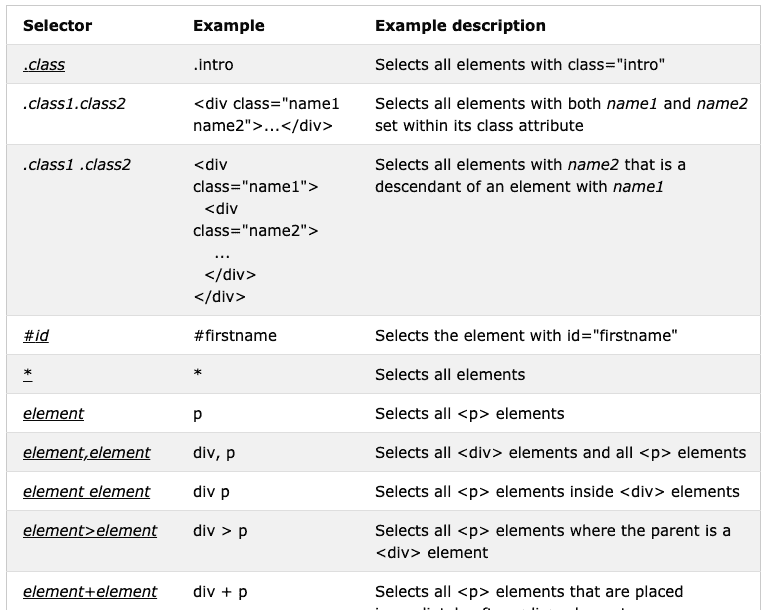 Selector Example Example description
.class .intro Selects all elements with class="intro"
.class1.class2 <div class="name1 Selects all elements with both name1 and name2
name2">...</div> set within its class attribute
.class1 .class2 <div Selects all elements with name2 that is a
class="name1"> descendant of an element with name1
<div
class="name2">
...
</div>
</div>
#id #firstname Selects the element with id="firstname"
* * Selects all elements
element p Selects all <p> elements
element,element div, p Selects all <div> elements and all <p> elements
element element div p Selects all <p> elements inside <div> elements
element>element div > p Selects all <p> elements where the parent is a
<div> element
element+element div + p Selects all <p> elements that are placed